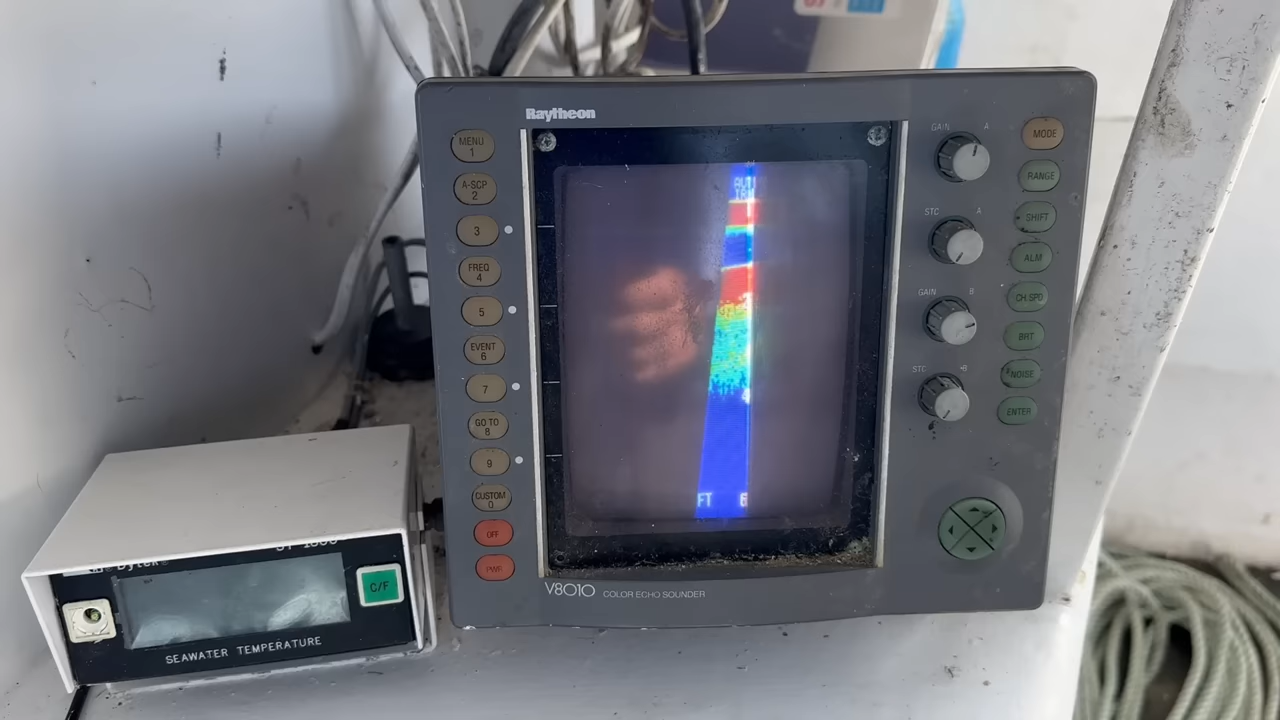 Raytheon
MENU
1
A-SCP
2
3
FREQ
4
5
EVENT
6
7
GO TO
8
9
CUSTOM
0
OFF
PWR
FT
GAIN A
STC A
GAIN B
STC B
MODE
RANGE
SHIFT
ALM
CH.SPD
BRT
NOISE
ENTER
V8010 COLOR ECHO SOUNDER
Dytek
C/F
SEAWATER TEMPERATURE